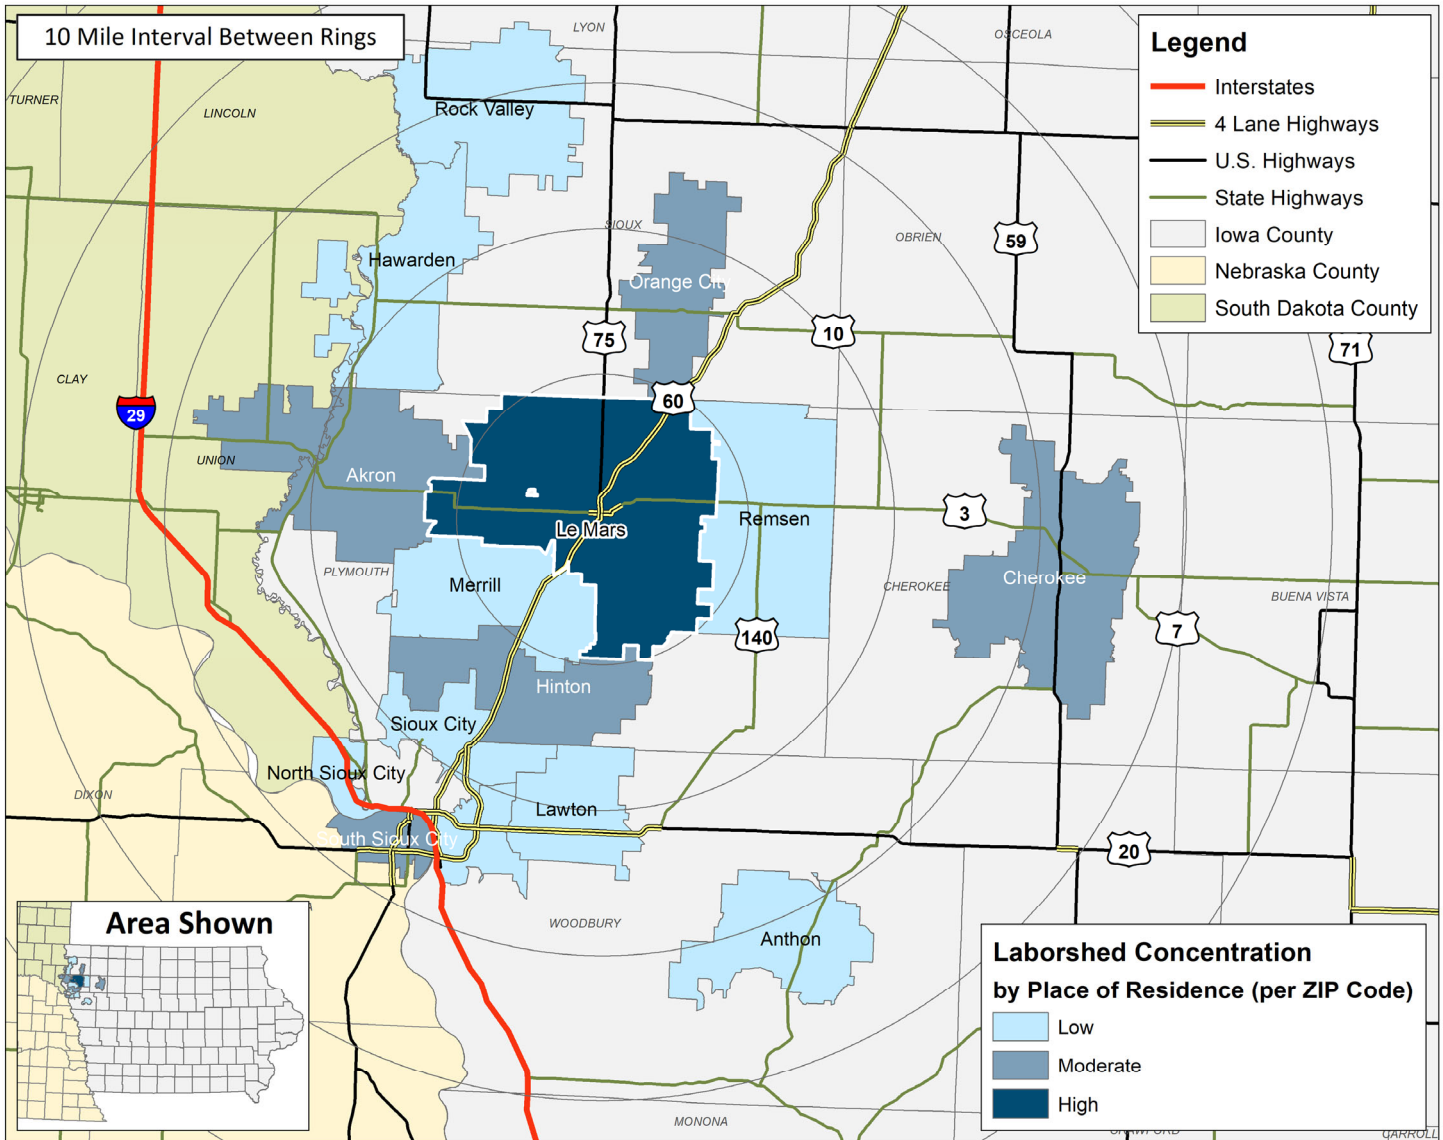 10 Mile Interval Between Rings
LYON
OSCEOLA
Legend
Interstates
4 Lane Highways
U.S. Highways
State Highways
Iowa County
Nebraska County
South Dakota County
TURNER
LINCOLN
Rock Valley
SIOUX
OBRIEN
59
Hawarden
Orange City
75
10
71
CLAY
29
60
UNION
Akron
Le Mars
Remsen
3
PLYMOUTH
Merrill
CHEROKEE
Cherokee
BUENA VISTA
140
7
Hinton
Sioux City
North Sioux City
DIXON
Lawton
South Sioux City
20
WOODBURY
Anthon
Area Shown
Laborshed Concentration
by Place of Residence (per ZIP Code)
Low
Moderate
High
MONONA
CRAWFORD
CARROLL